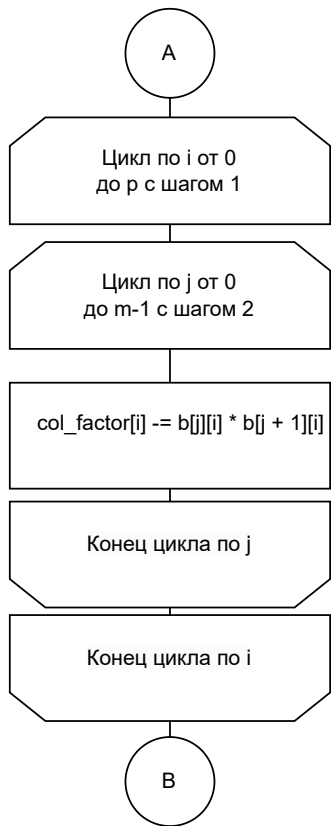 A
Цикл по i от 0
до p с шагом 1
Цикл по j от 0
до m-1 с шагом 2
col_factor[i] -= b[j][i] * b[j + 1][i]
Конец цикла по j
Конец цикла по i
B